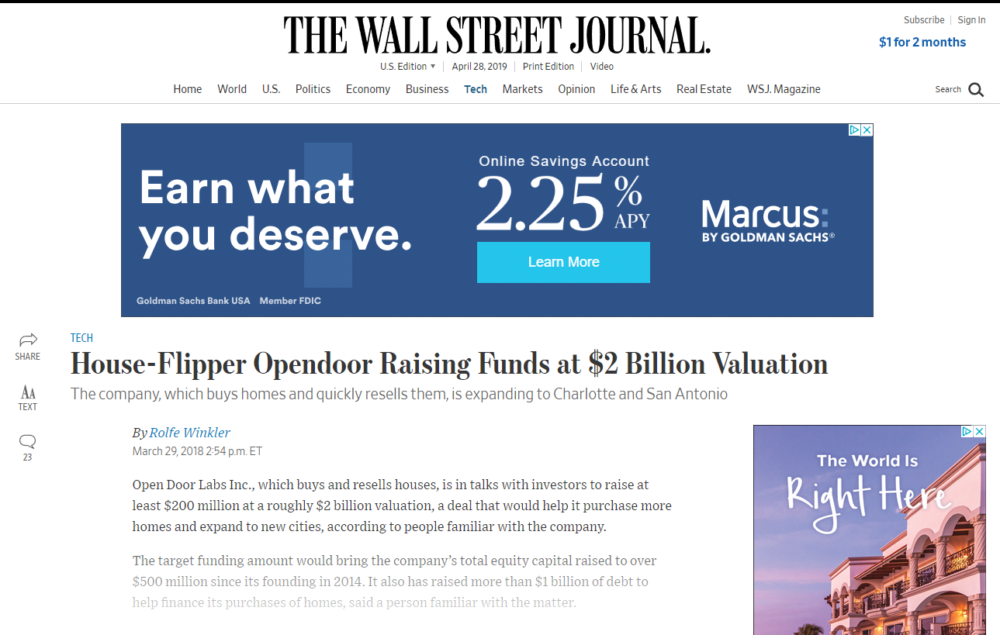 THE WALL STREET JOURNAL.
Subscribe Sign In
$1 for 2 months
U.S. Edition ▼ April 28, 2019 Print Edition Video
Home World U.S. Politics Economy Business Tech Markets Opinion Life & Arts Real Estate WSJ. Magazine Search
Earn what
you deserve.
Goldman Sachs Bank USA Member FDIC
Online Savings Account
2.25% APY
Learn More
Marcus:
BY GOLDMAN SACHS®
SHARE
AA
TEXT
23
TECH
House-Flipper Opendoor Raising Funds at $2 Billion Valuation
The company, which buys homes and quickly resells them, is expanding to Charlotte and San Antonio
By Rolfe Winkler
March 29, 2018 2:54 p.m. ET
Open Door Labs Inc., which buys and resells houses, is in talks with investors to raise at
least $200 million at a roughly $2 billion valuation, a deal that would help it purchase more
homes and expand to new cities, according to people familiar with the company.
The target funding amount would bring the company’s total equity capital raised to over
$500 million since its founding in 2014. It also has raised more than $1 billion of debt to
help finance its purchases of homes, said a person familiar with the matter.
The World Is
Right Here